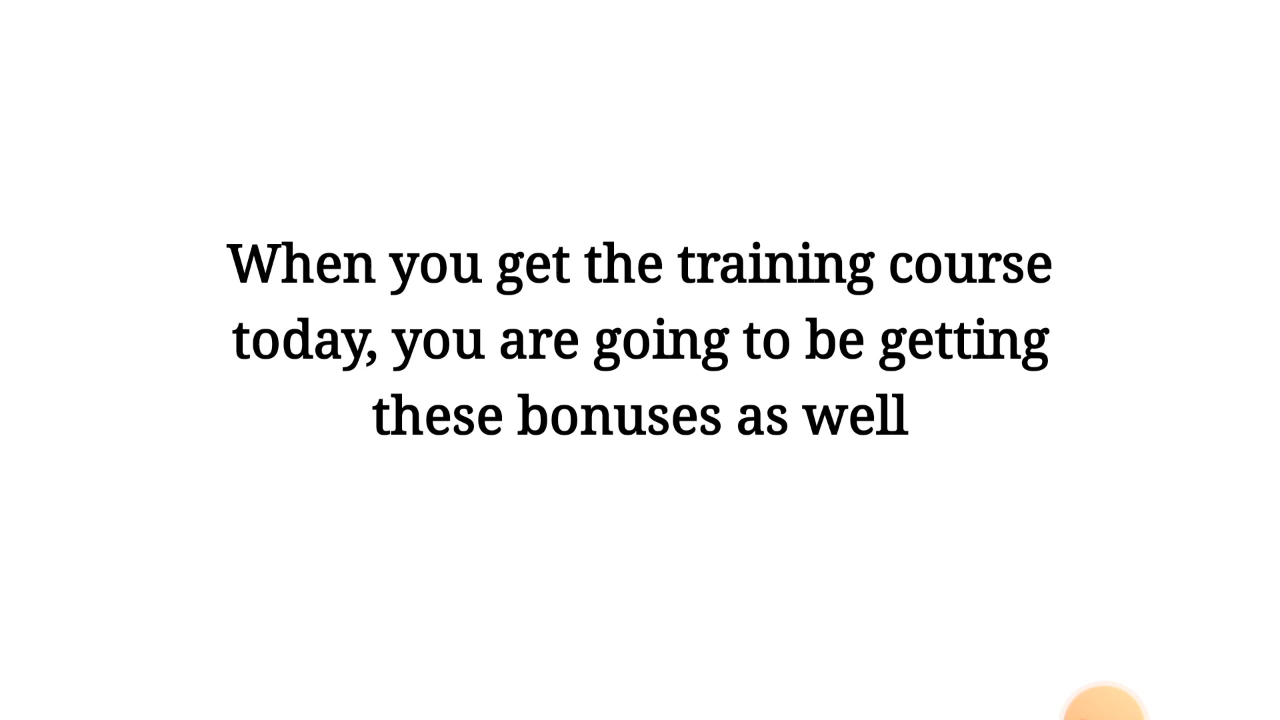 When you get the training course
today, you are going to be getting
these bonuses as well